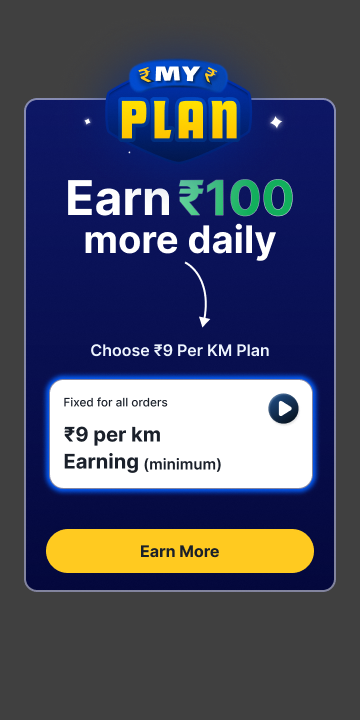 ₹ MY ₹
PLAN
Earn ₹100
more daily
Choose ₹9 Per KM Plan
Fixed for all orders
₹9 per km
Earning (minimum)
Earn More